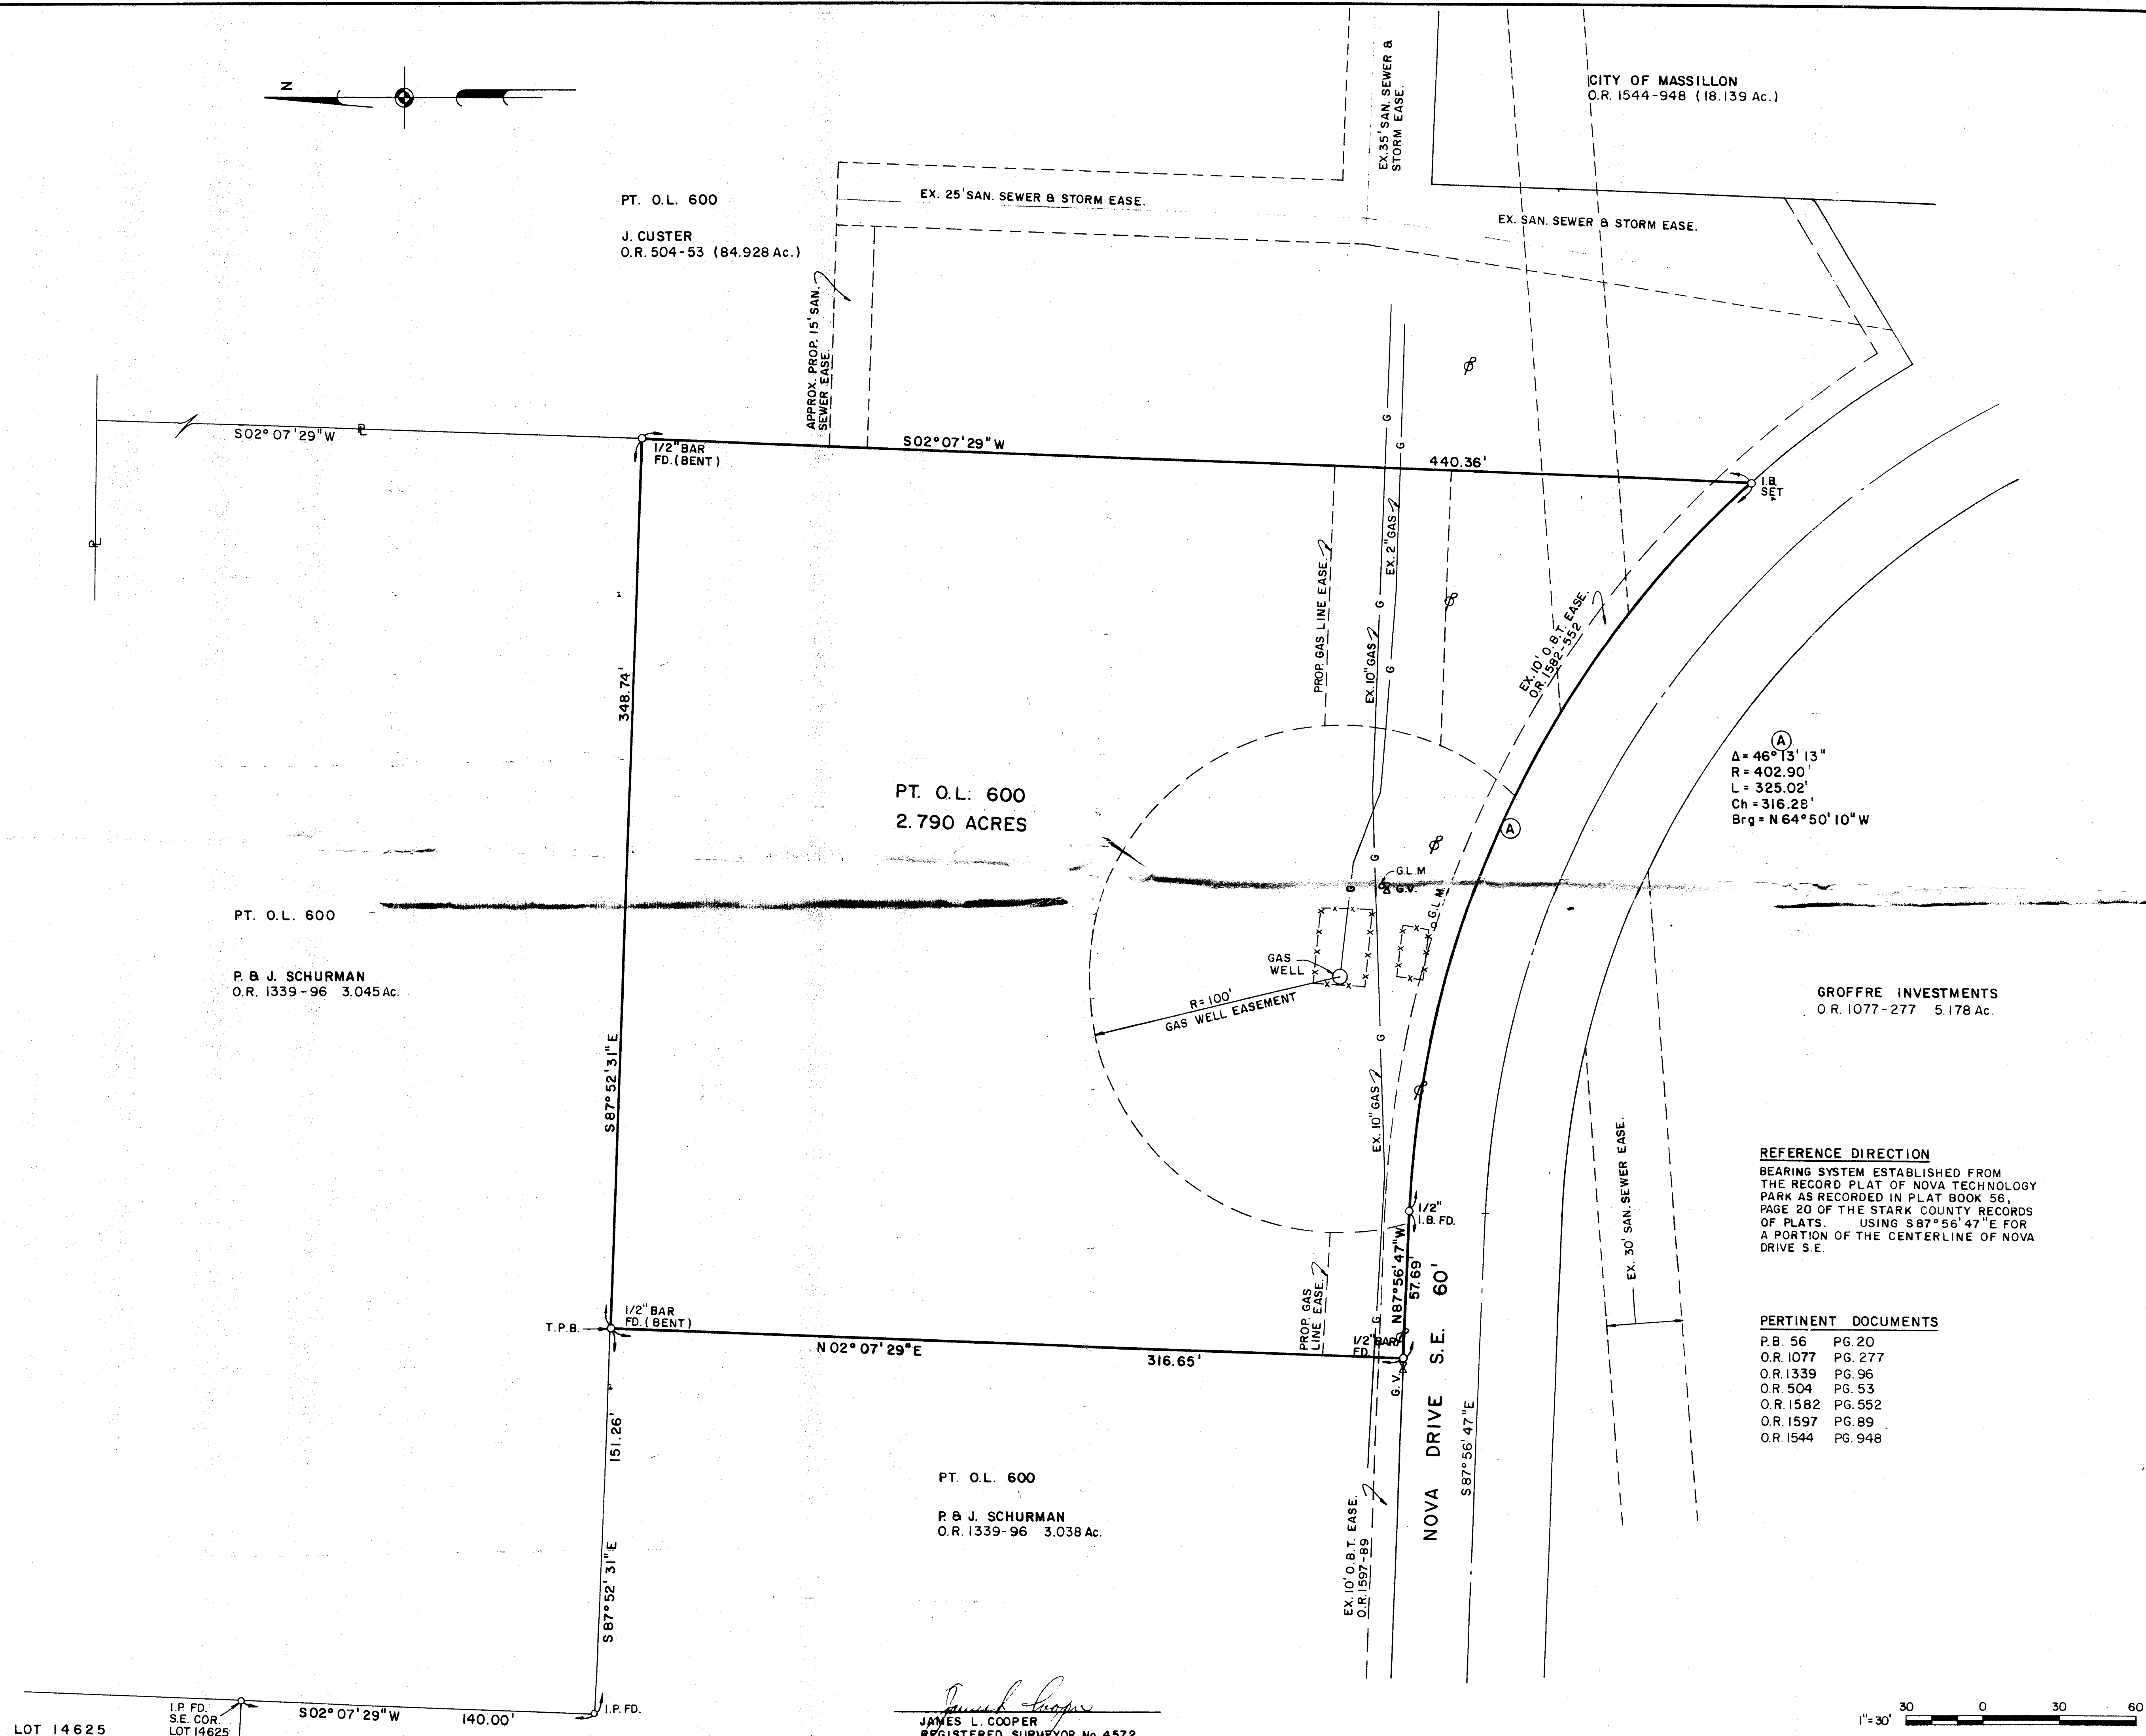 N
CITY OF MASSILLON
O.R. 1544-948 (18.139 Ac.)
EX. 35' SAN. SEWER &
STORM EASE.
PT. O.L. 600
J. CUSTER
O.R. 504-53 (84.928 Ac.)
EX. 25' SAN. SEWER & STORM EASE.
EX. SAN. SEWER & STORM EASE.
APPROX. PROP. 15' SAN.
SEWER EASE.
S02° 07' 29" W
1/2" BAR
FD. (BENT)
S02° 07' 29" W
440.36'
I.B.
SET
348.74'
S 87° 52' 31" E
PROP. GAS LINE EASE.
EX. 10" GAS
EX. 2" GAS
G
G
G
G
G
G
G
G
G
EX. 10' O.B.T. EASE.
O.R. 1582-552
A
Δ = 46° 13' 13"
R = 402.90'
L = 325.02'
Ch = 316.28'
Brg = N 64° 50' 10" W
A
PT. O.L. 600
2.790 ACRES
G.L.M
G.V.
G.L.M.
GAS
WELL
R = 100'
GAS WELL EASEMENT
PT. O.L. 600
P. & J. SCHURMAN
O.R. 1339-96 3.045 Ac.
GROFFRE INVESTMENTS
O.R. 1077-277 5.178 Ac.
EX. 10" GAS
EX. 30' SAN. SEWER EASE.
REFERENCE DIRECTION
BEARING SYSTEM ESTABLISHED FROM
THE RECORD PLAT OF NOVA TECHNOLOGY
PARK AS RECORDED IN PLAT BOOK 56,
PAGE 20 OF THE STARK COUNTY RECORDS
OF PLATS. USING S 87° 56' 47" E FOR
A PORTION OF THE CENTERLINE OF NOVA
DRIVE S.E.
1/2"
I.B. FD.
N 87° 56' 47" W
57.69'
PROP. GAS
LINE EASE.
1/2" BAR
FD.
G.V.
T.P.B.
1/2" BAR
FD. (BENT)
N 02° 07' 29" E
316.65'
NOVA DRIVE S.E. 60'
S 87° 56' 47" E
PERTINENT DOCUMENTS
P.B. 56 PG. 20
O.R. 1077 PG. 277
O.R. 1339 PG. 96
O.R. 504 PG. 53
O.R. 1582 PG. 552
O.R. 1597 PG. 89
O.R. 1544 PG. 948
151.26'
S 87° 52' 31" E
PT. O.L. 600
P. & J. SCHURMAN
O.R. 1339-96 3.038 Ac.
EX. 10' O.B.T. EASE.
O.R. 1597-89
LOT 14625
I.P. FD.
S.E. COR.
LOT 14625
S 02° 07' 29" W
140.00'
I.P. FD.
James L. Cooper
JAMES L. COOPER
REGISTERED SURVEYOR No. 4572
1" = 30'
30 0 30 60